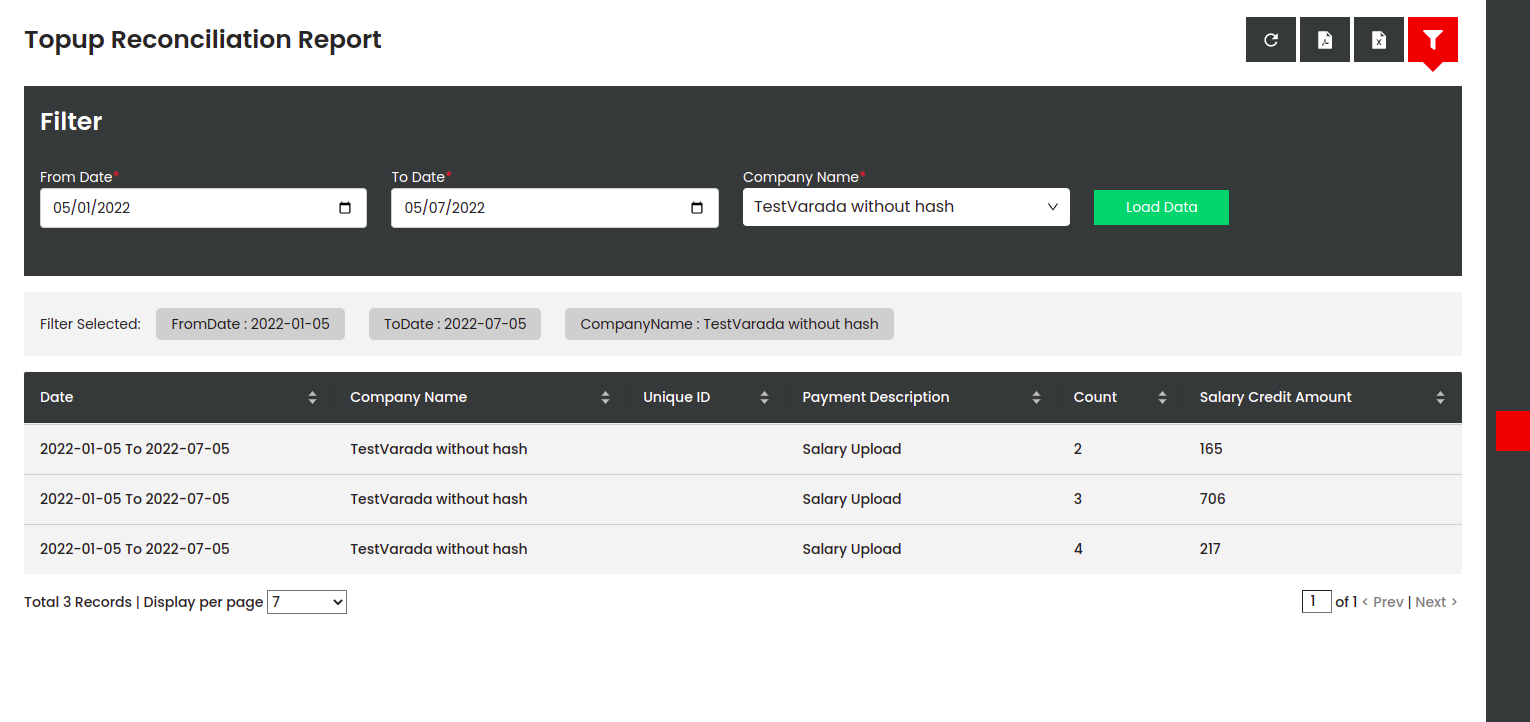 Topup Reconciliation Report
Filter
From Date* To Date* Company Name*
05/01/2022 05/07/2022 TestVarada without hash Load Data
Filter Selected: FromDate : 2022-01-05 ToDate : 2022-07-05 CompanyName : TestVarada without hash
Date Company Name Unique ID Payment Description Count Salary Credit Amount
2022-01-05 To 2022-07-05 TestVarada without hash Salary Upload 2 165
2022-01-05 To 2022-07-05 TestVarada without hash Salary Upload 3 706
2022-01-05 To 2022-07-05 TestVarada without hash Salary Upload 4 217
Total 3 Records | Display per page 7 1 of 1 < Prev | Next >